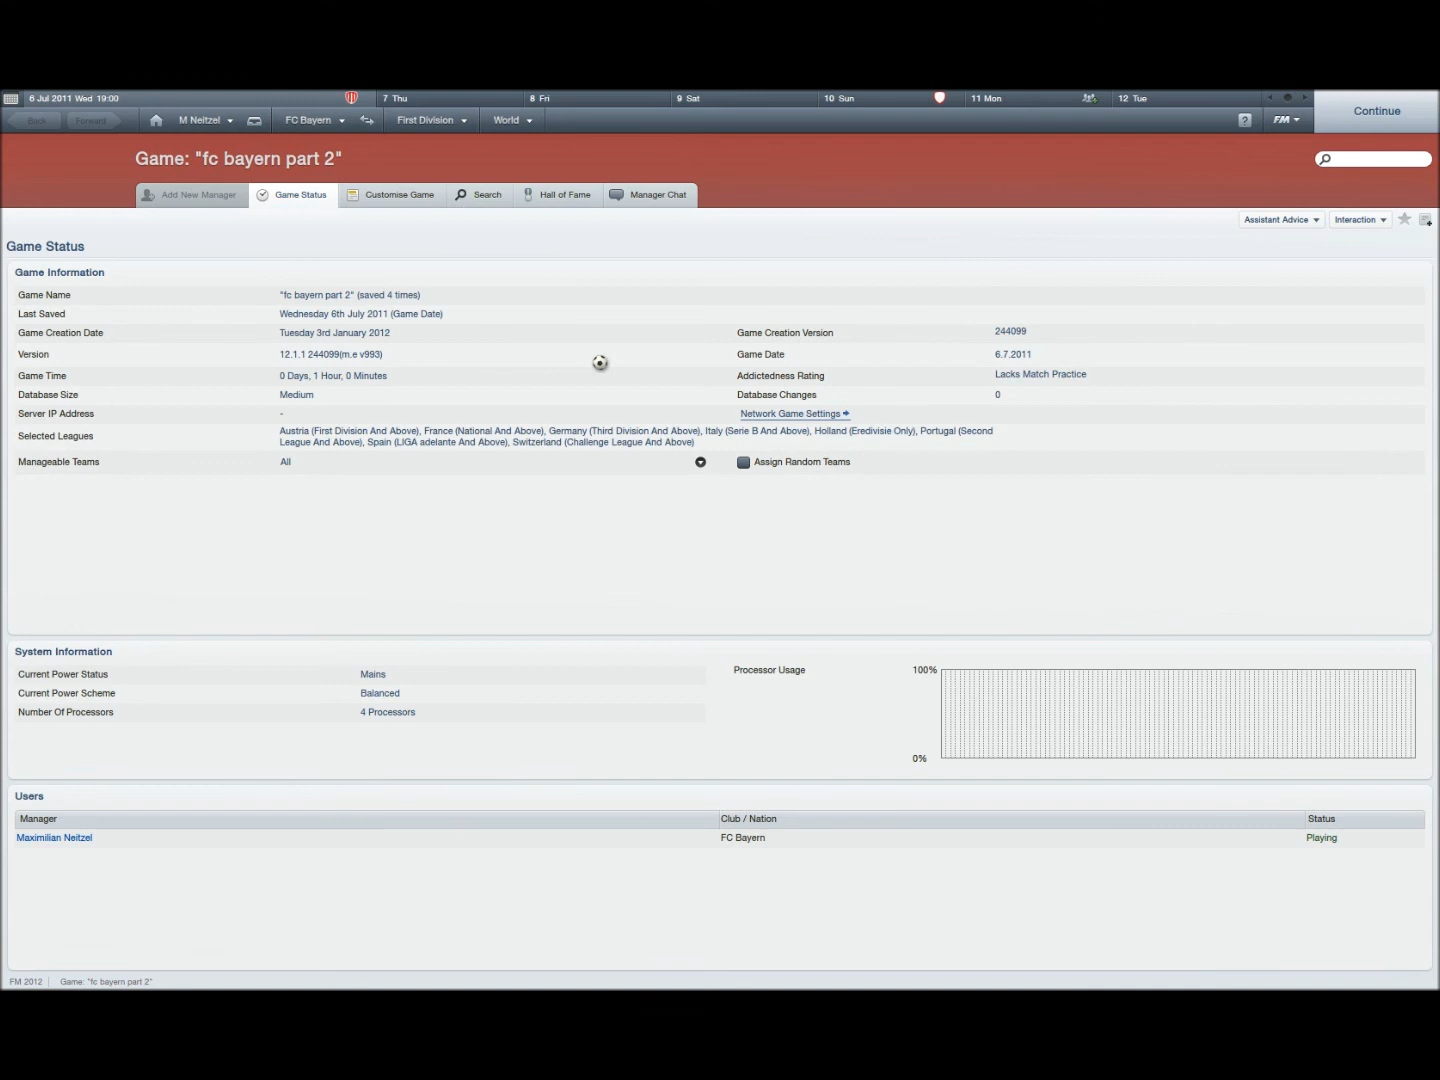 6 Jul 2011 Wed 19:00
7 Thu
8 Fri
9 Sat
10 Sun
11 Mon
12 Tue
Back
Forward
M Neitzel
FC Bayern
First Division
World
?
FM
Continue
Game: "fc bayern part 2"
Add New Manager
Game Status
Customise Game
Search
Hall of Fame
Manager Chat
Assistant Advice
Interaction
Game Status
Game Information
Game Name "fc bayern part 2" (saved 4 times)
Last Saved Wednesday 6th July 2011 (Game Date)
Game Creation Date Tuesday 3rd January 2012 Game Creation Version 244099
Version 12.1.1 244099(m.e v993) Game Date 6.7.2011
Game Time 0 Days, 1 Hour, 0 Minutes Addictedness Rating Lacks Match Practice
Database Size Medium Database Changes 0
Server IP Address - Network Game Settings
Selected Leagues Austria (First Division And Above), France (National And Above), Germany (Third Division And Above), Italy (Serie B And Above), Holland (Eredivisie Only), Portugal (Second
League And Above), Spain (LIGA adelante And Above), Switzerland (Challenge League And Above)
Manageable Teams All Assign Random Teams
System Information
Current Power Status Mains
Current Power Scheme Balanced
Number Of Processors 4 Processors
Processor Usage
100%
0%
Users
Manager Club / Nation Status
Maximilian Neitzel FC Bayern Playing
FM 2012 Game: "fc bayern part 2"